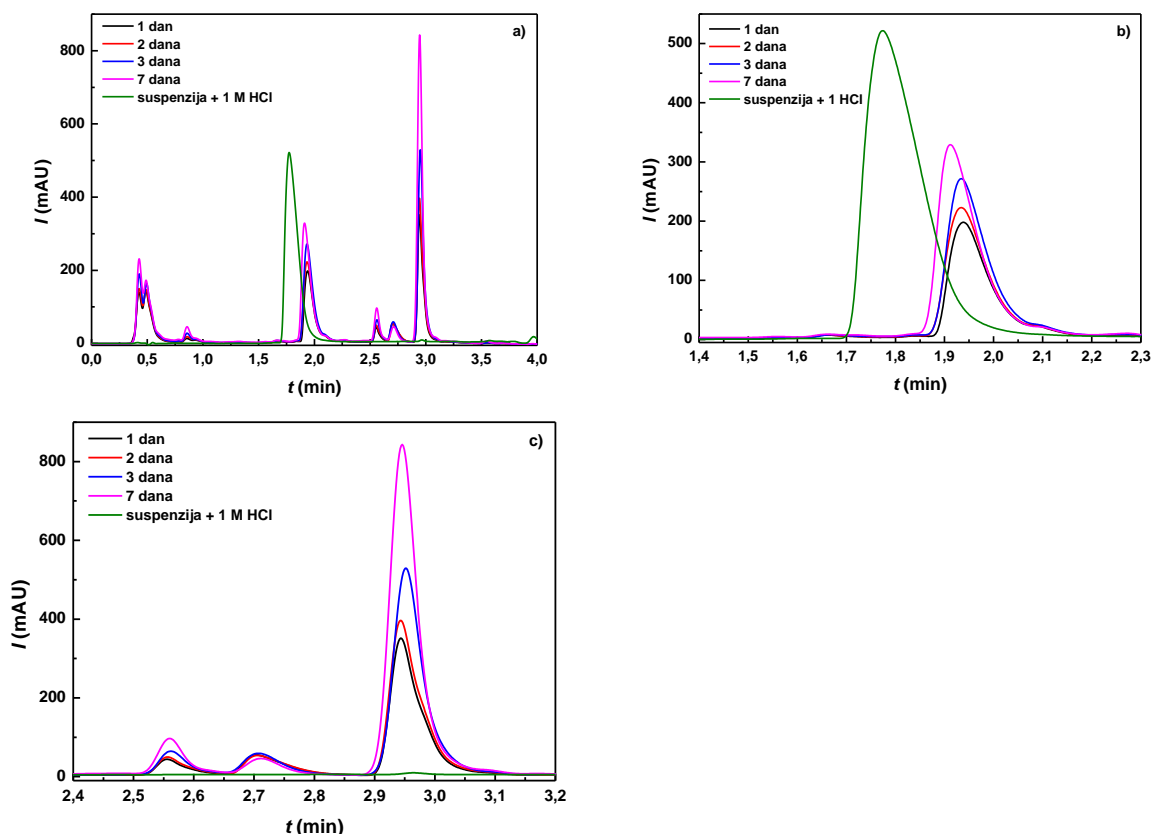 a)
1 dan
2 dana
3 dana
7 dana
suspenzija + 1 M HCl
I (mAU)
800
600
400
200
0
0,0 0,5 1,0 1,5 2,0 2,5 3,0 3,5 4,0
t (min)
b)
1 dan
2 dana
3 dana
7 dana
suspenzija + 1 HCl
I (mAU)
500
400
300
200
100
0
1,4 1,5 1,6 1,7 1,8 1,9 2,0 2,1 2,2 2,3
t (min)
c)
1 dan
2 dana
3 dana
7 dana
suspenzija + 1 M HCl
I (mAU)
800
600
400
200
0
2,4 2,5 2,6 2,7 2,8 2,9 3,0 3,1 3,2
t (min)